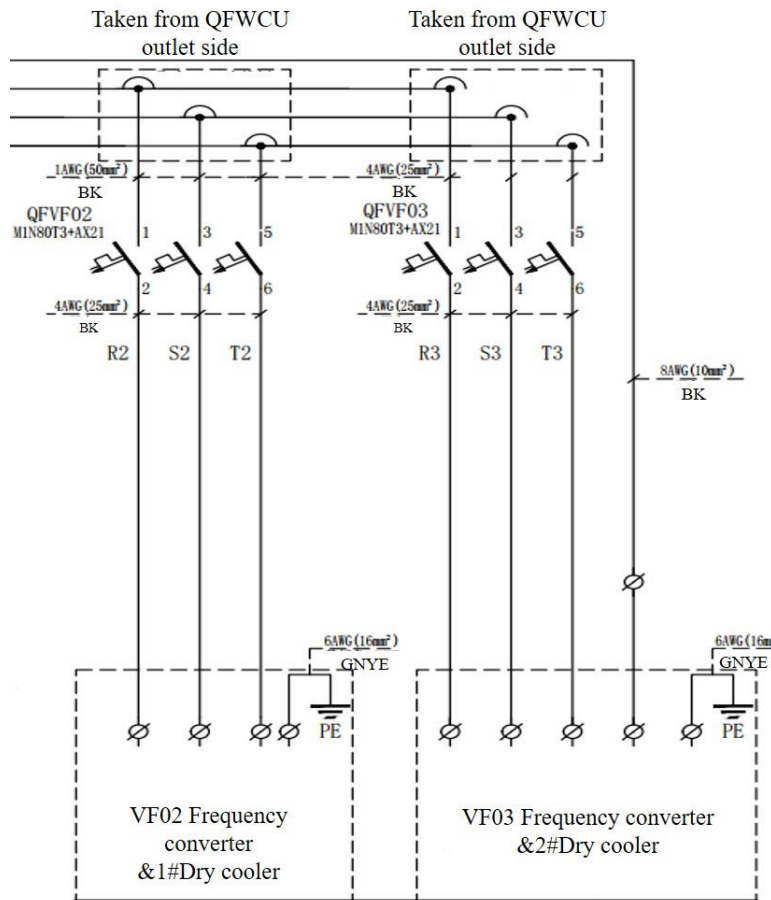 Taken from QFWCU
outlet side
Taken from QFWCU
outlet side
1AWG(50mm²)
BK
4AWG(25mm²)
BK
QFVF02
M1N80T3+AX21
1
3
5
QFVF03
M1N80T3+AX21
1
3
5
2
4
6
2
4
6
4AWG(25mm²)
BK
4AWG(25mm²)
BK
R2
S2
T2
R3
S3
T3
8AWG(10mm²)
BK
6AWG(16mm²)
GNYE
6AWG(16m
GNYE
PE
PE
VF02 Frequency
converter
&1#Dry cooler
VF03 Frequency converter
&2#Dry cooler